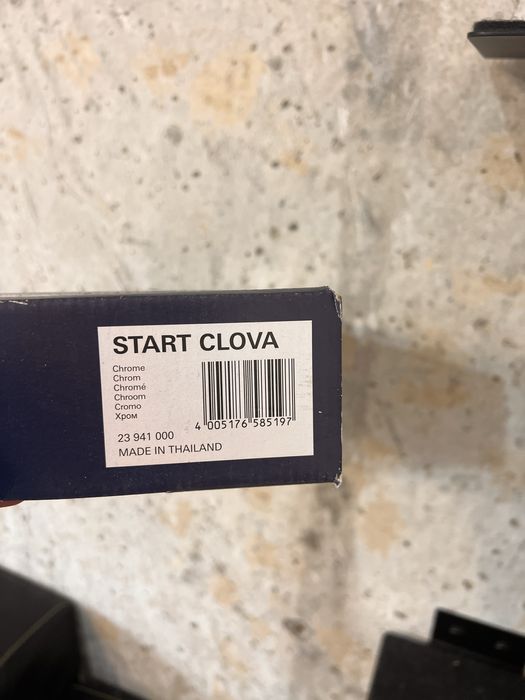 START CLOVA
Chrome
Chrom
Chromé
Chroom
Cromo
Хром
4 005176 585197
23 941 000
MADE IN THAILAND